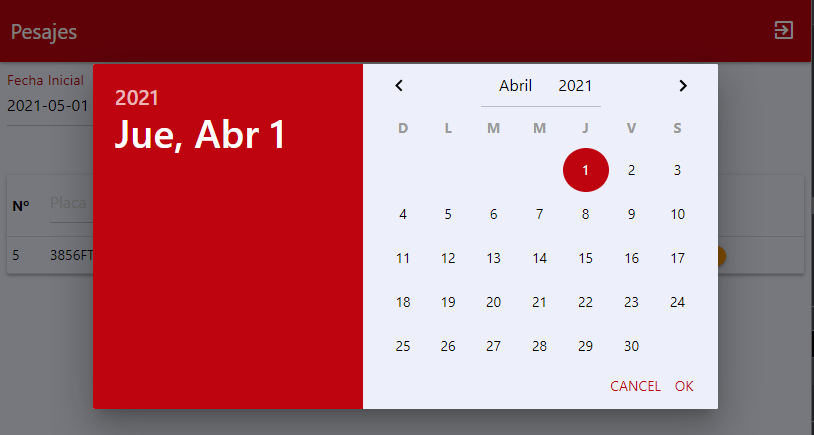 Pesajes
Fecha Inicial
2021-05-01
Nº Placa
5 3856FT
2021
Jue, Abr 1
Abril 2021
D L M M J V S
1 2 3
4 5 6 7 8 9 10
11 12 13 14 15 16 17
18 19 20 21 22 23 24
25 26 27 28 29 30
CANCEL OK